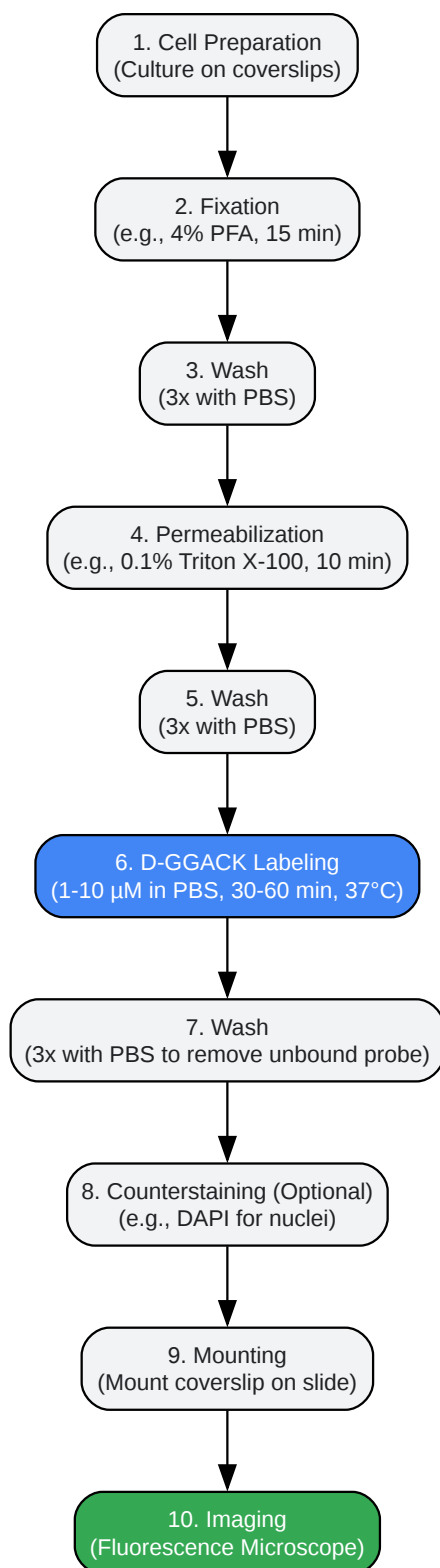 1. Cell Preparation
(Culture on coverslips)
2. Fixation
(e.g., 4% PFA, 15 min)
3. Wash
(3x with PBS)
4. Permeabilization
(e.g., 0.1% Triton X-100, 10 min)
5. Wash
(3x with PBS)
6. D-GGACK Labeling
(1-10 µM in PBS, 30-60 min, 37°C)
7. Wash
(3x with PBS to remove unbound probe)
8. Counterstaining (Optional)
(e.g., DAPI for nuclei)
9. Mounting
(Mount coverslip on slide)
10. Imaging
(Fluorescence Microscope)